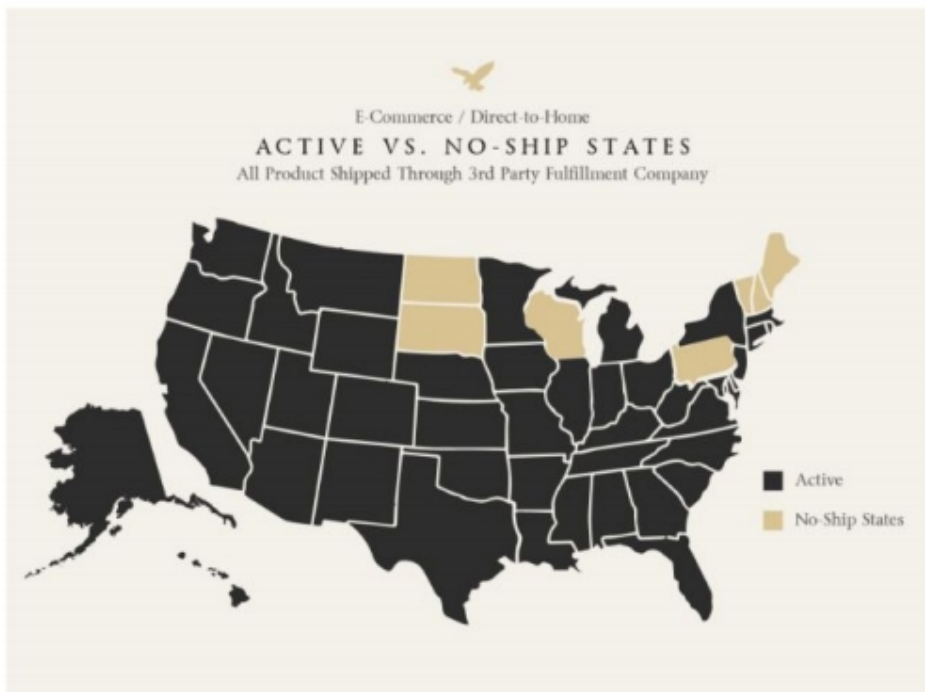 E-Commerce / Direct-to-Home
ACTIVE VS. NO-SHIP STATES
All Product Shipped Through 3rd Party Fulfillment Company
Active
No-Ship States